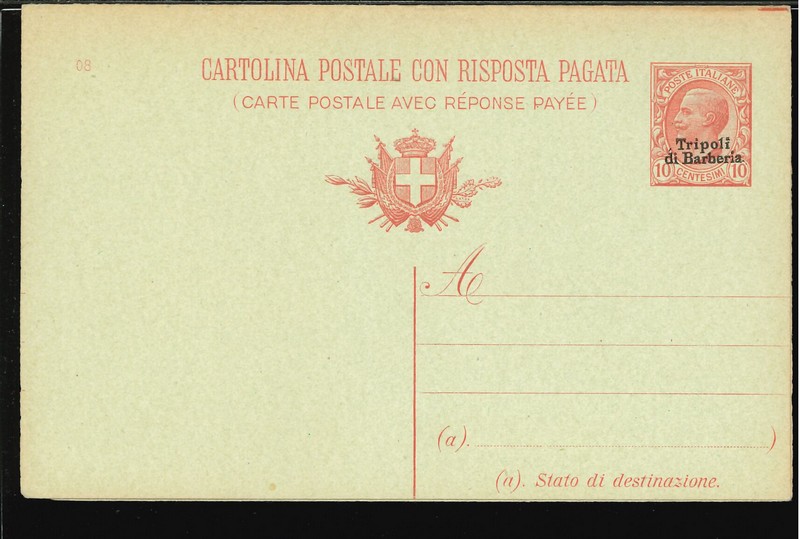 08
CARTOLINA POSTALE CON RISPOSTA PAGATA
(CARTE POSTALE AVEC RÉPONSE PAYÉE)
POSTE ITALIANE
Tripoli
di Barberia.
10 CENTESIMI 10
A
(a). )
(a). Stato di destinazione.